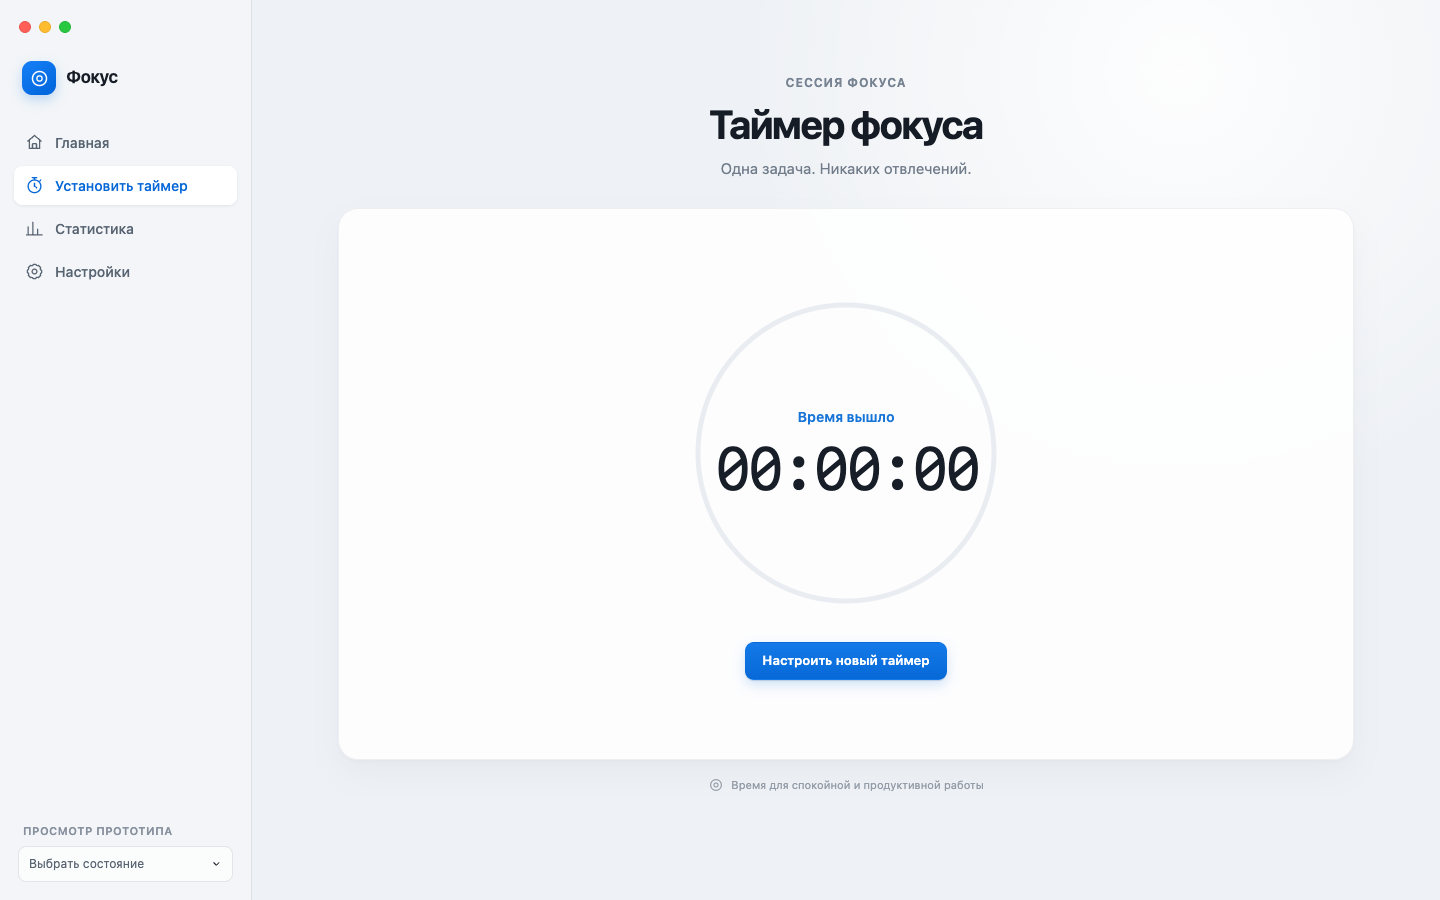 Фокус
Главная
Установить таймер
Статистика
Настройки
ПРОСМОТР ПРОТОТИПА
Выбрать состояние
СЕССИЯ ФОКУСА
Таймер фокуса
Одна задача. Никаких отвлечений.
Время вышло
00:00:00
Настроить новый таймер
Время для спокойной и продуктивной работы